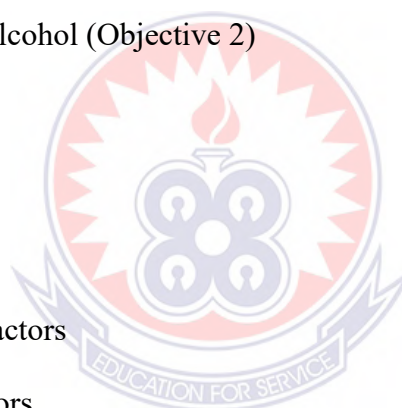 lcohol (Objective 2)
actors
EDUCATION FOR SERVICE
ors